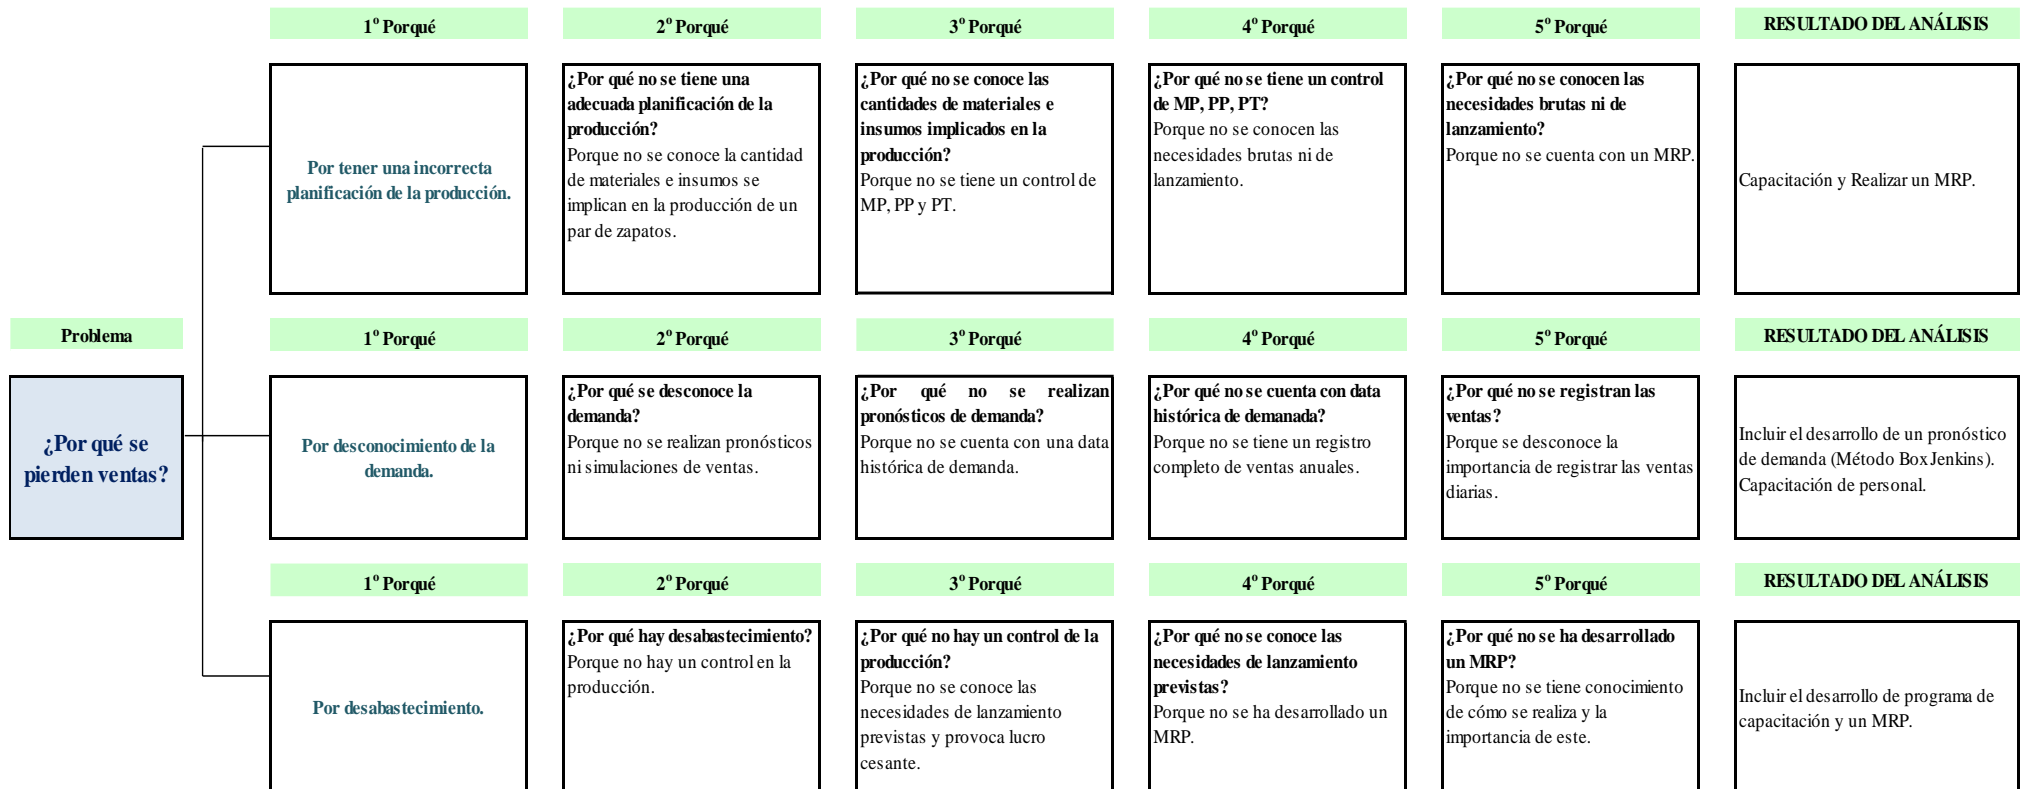 1º Porqué
2º Porqué
3º Porqué
4º Porqué
5º Porqué
RESULTADO DEL ANÁLISIS
Por tener una incorrecta
planificación de la producción.
¿Por qué no se tiene una
adecuada planificación de la
producción?
Porque no se conoce la cantidad
de materiales e insumos se
implican en la producción de un
par de zapatos.
¿Por qué no se conoce las
cantidades de materiales e
insumos implicados en la
producción?
Porque no se tiene un control de
MP, PP y PT.
¿Por qué no se tiene un control
de MP, PP, PT?
Porque no se conocen las
necesidades brutas ni de
lanzamiento.
¿Por qué no se conocen las
necesidades brutas ni de
lanzamiento?
Porque no se cuenta con un MRP.
Capacitación y Realizar un MRP.
Problema
1º Porqué
2º Porqué
3º Porqué
4º Porqué
5º Porqué
RESULTADO DEL ANÁLISIS
¿Por qué se
pierden ventas?
Por desconocimiento de la
demanda.
¿Por qué se desconoce la
demanda?
Porque no se realizan pronósticos
ni simulaciones de ventas.
¿Por qué no se realizan
pronósticos de demanda?
Porque no se cuenta con una data
histórica de demanda.
¿Por qué no se cuenta con data
histórica de demanada?
Porque no se tiene un registro
completo de ventas anuales.
¿Por qué no se registran las
ventas?
Porque se desconoce la
importancia de registrar las ventas
diarias.
Incluir el desarrollo de un pronóstico
de demanda (Método Box Jenkins).
Capacitación de personal.
1º Porqué
2º Porqué
3º Porqué
4º Porqué
5º Porqué
RESULTADO DEL ANÁLISIS
Por desabastecimiento.
¿Por qué hay desabastecimiento?
Porque no hay un control en la
producción.
¿Por qué no hay un control de la
producción?
Porque no se conoce las
necesidades de lanzamiento
previstas y provoca lucro
cesante.
¿Por qué no se conoce las
necesidades de lanzamiento
previstas?
Porque no se ha desarrollado un
MRP.
¿Por qué no se ha desarrollado
un MRP?
Porque no se tiene conocimiento
de cómo se realiza y la
importancia de este.
Incluir el desarrollo de programa de
capacitación y un MRP.